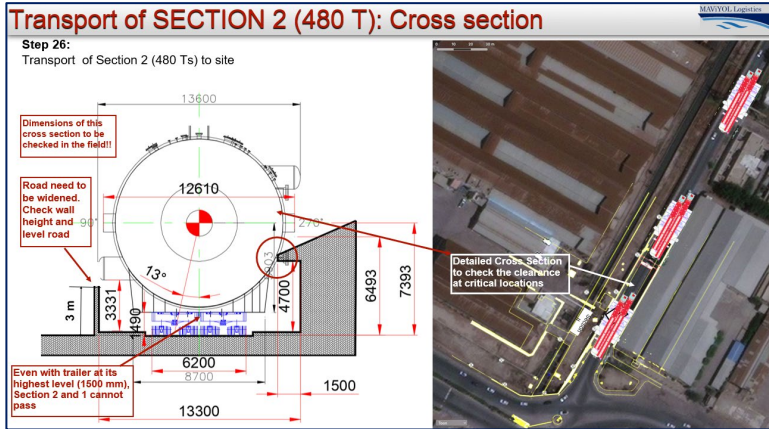 Transport of SECTION 2 (480 T): Cross section
MAVİYOL Logistics
Step 26:
Transport of Section 2 (480 Ts) to site
13600
Dimensions of this
cross section to be
checked in the field!!
Road need to
be widened.
Check wall
height and
level road
12610
90°
270°
13°
3 m
3331
1490
4700
6493
7393
6200
8700
1500
13300
Even with trailer at its
highest level (1500 mm),
Section 2 and 1 cannot
pass
Detailed Cross Section
to check the clearance
at critical locations